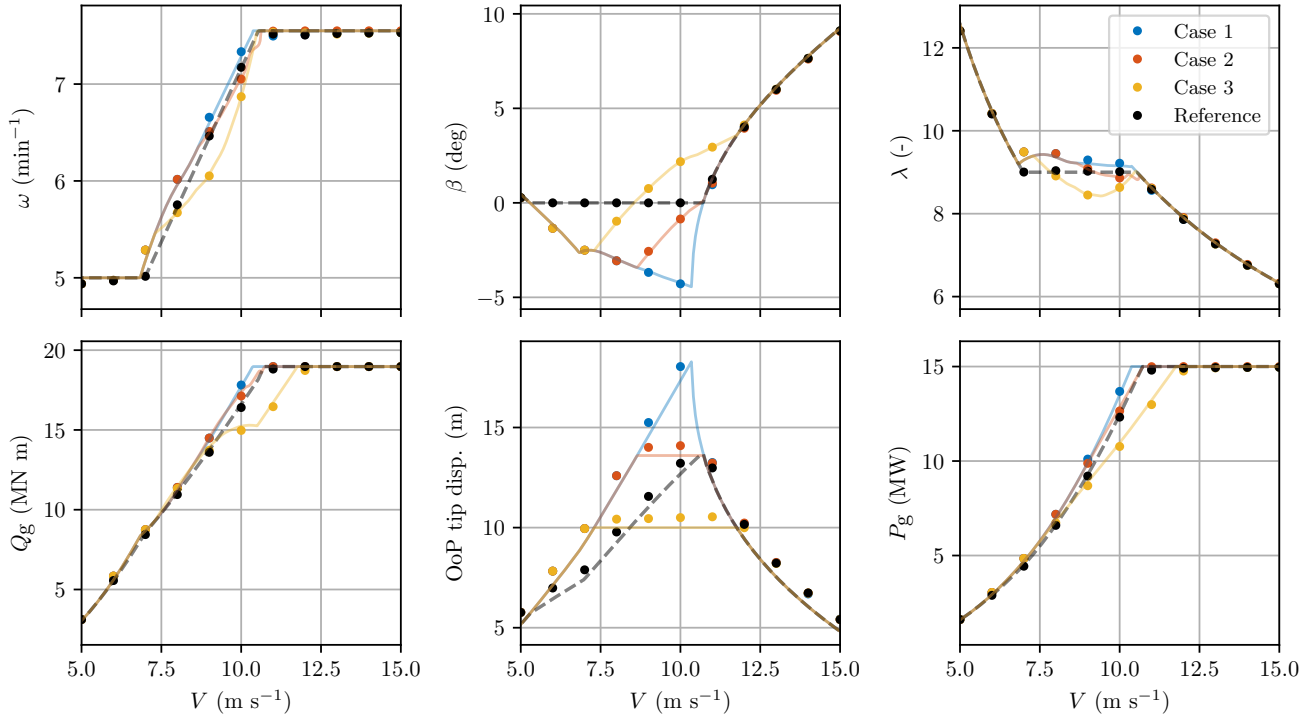 ω (min⁻¹)
7
6
5
β (deg)
10
5
0
−5
λ (-)
12
10
8
6
Case 1
Case 2
Case 3
Reference
Q_g (MN m)
20
15
10
5
5.0 7.5 10.0 12.5 15.0
V (m s⁻¹)
OoP tip disp. (m)
15
10
5
5.0 7.5 10.0 12.5 15.0
V (m s⁻¹)
P_g (MW)
15
10
5
0
5.0 7.5 10.0 12.5 15.0
V (m s⁻¹)